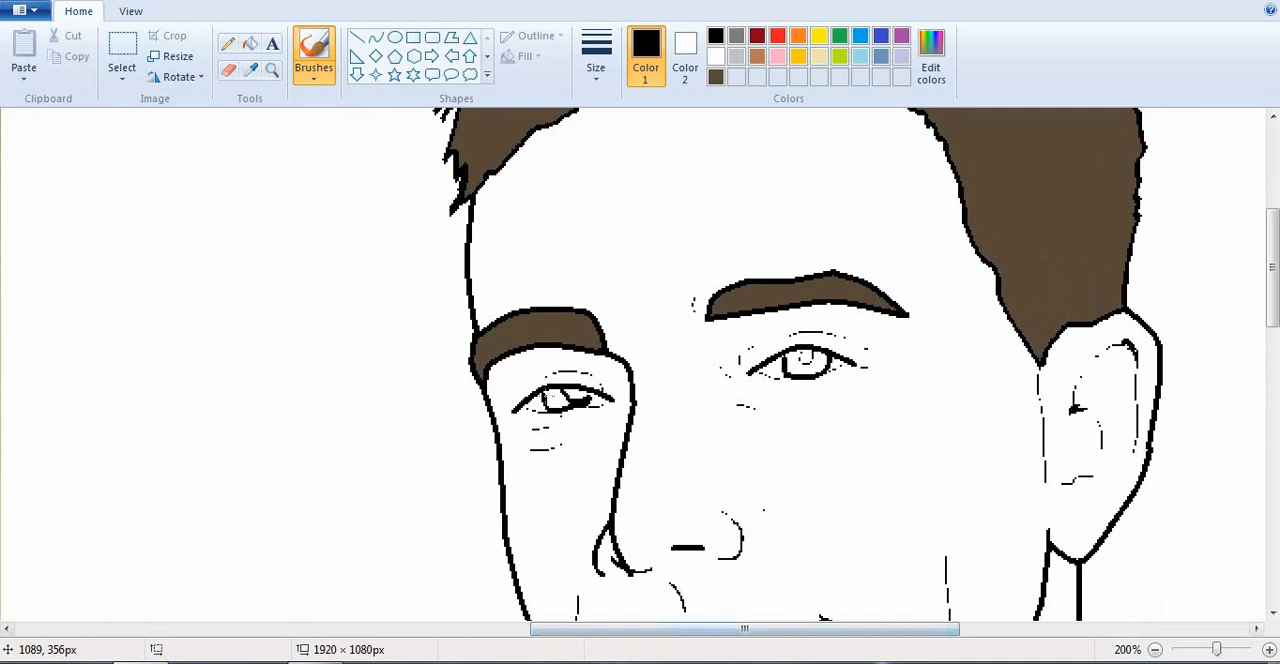 Home View
Paste
Cut
Copy
Clipboard
Select
Crop
Resize
Rotate
Image
A
Tools
Brushes
Outline
Fill
Shapes
Size
Color 1
Color 2
Edit colors
Colors
1089, 356px
1920 × 1080px
200%